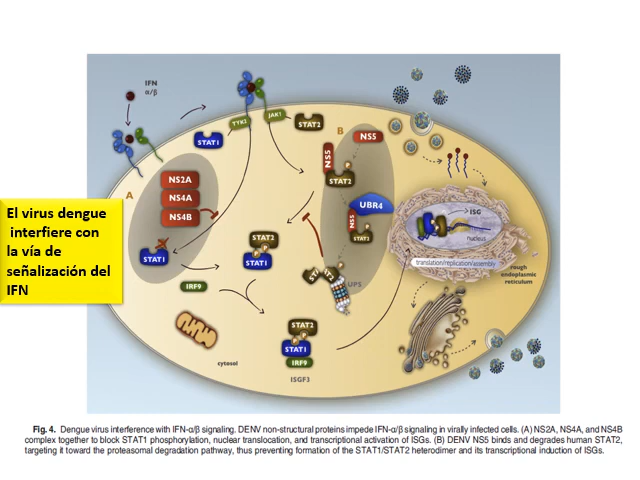 IFN
α/β
TYK2
JAK1
STAT1
STAT2
B
NS5
A
NS2A
NS4A
NS4B
NS5
P
STAT2
UBR4
NS5
P
STAT2
ISG
nucleus
El virus dengue
interfiere con
la vía de
señalización del
IFN
STAT1
STAT2
P
P
STAT1
translation/replication/assembly
rough
endoplasmic
reticulum
IRF9
STAT2
UPS
cytosol
STAT2
P
P
STAT1
IRF9
ISGF3
Fig. 4. Dengue virus interference with IFN-α/β signaling. DENV non-structural proteins impede IFN-α/β signaling in virally infected cells. (A) NS2A, NS4A, and NS4B
complex together to block STAT1 phosphorylation, nuclear translocation, and transcriptional activation of ISGs. (B) DENV NS5 binds and degrades human STAT2,
targeting it toward the proteasomal degradation pathway, thus preventing formation of the STAT1/STAT2 heterodimer and its transcriptional induction of ISGs.